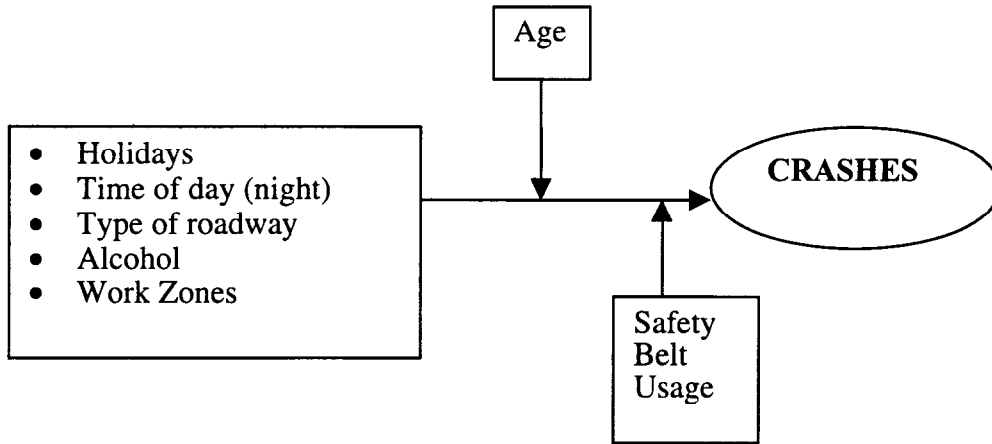 Age
• Holidays
• Time of day (night)
• Type of roadway
• Alcohol
• Work Zones
CRASHES
Safety
Belt
Usage